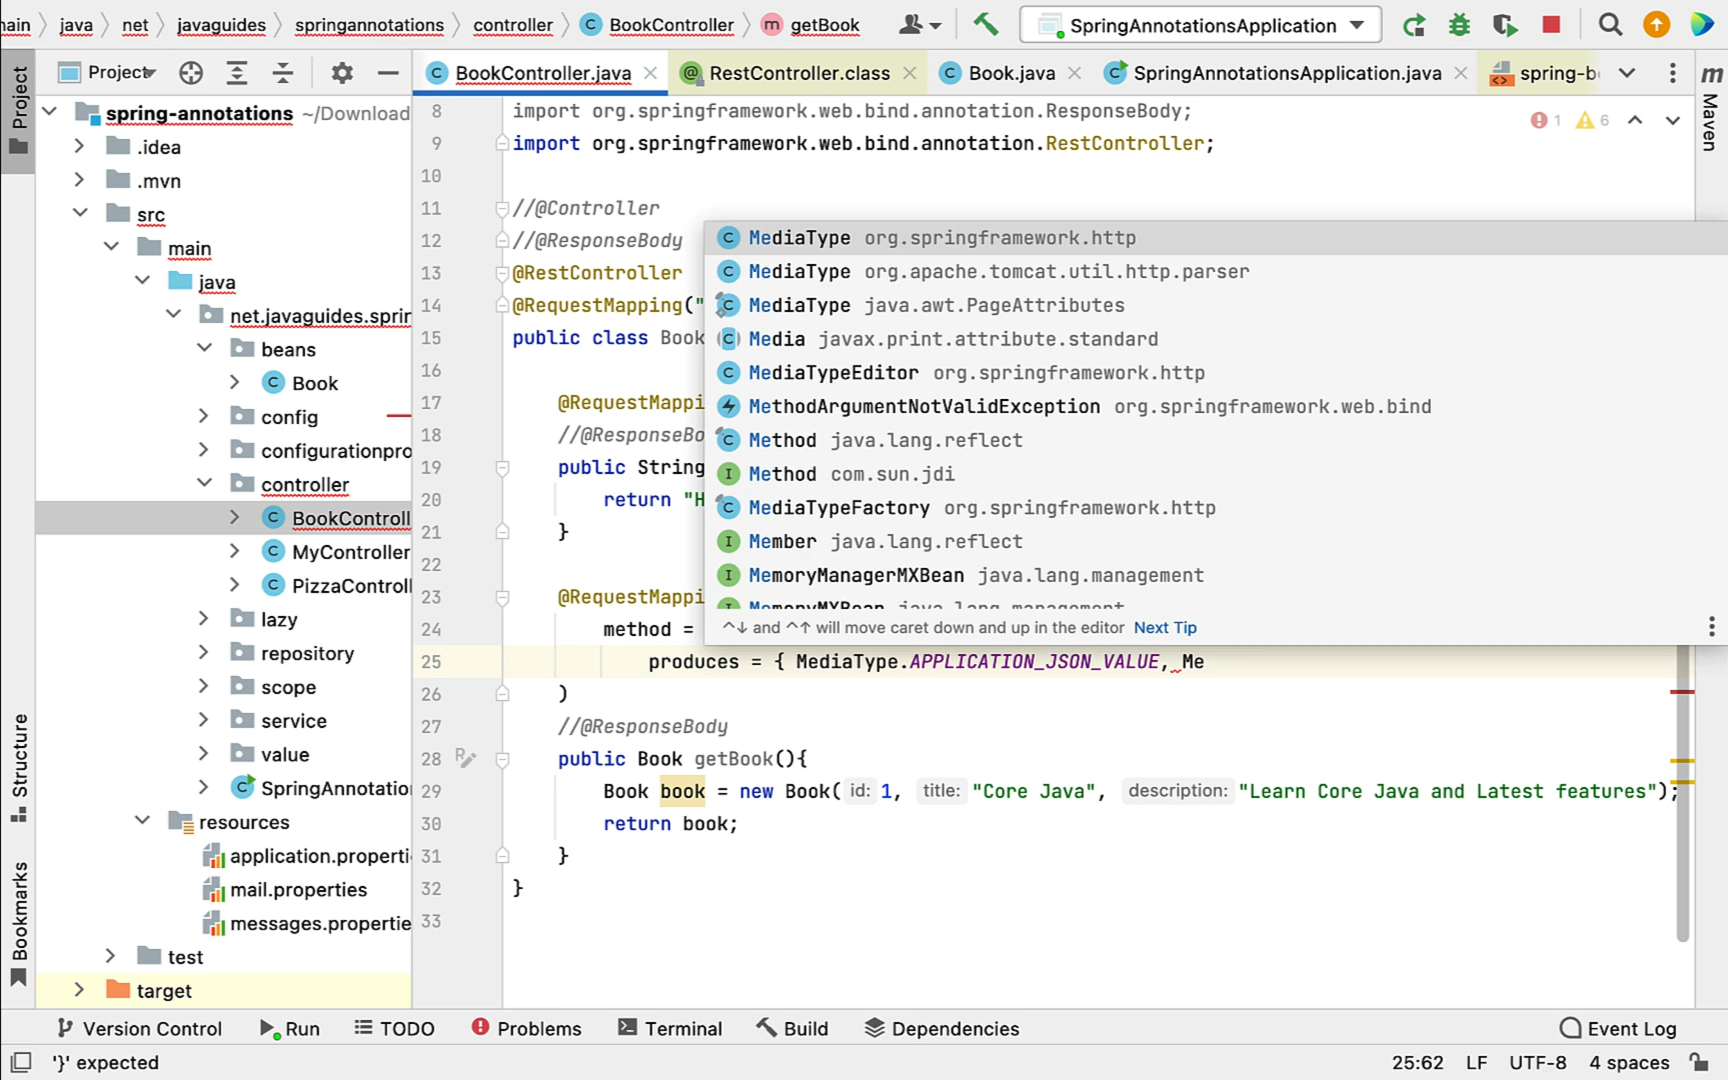 nain java net javaguides springannotations controller BookController getBook SpringAnnotationsApplication
Project BookController.java RestController.class Book.java SpringAnnotationsApplication.java spring-b
Project
Structure
Bookmarks
Maven
spring-annotations ~/Download
.idea
.mvn
src
main
java
net.javaguides.sprin
beans
Book
config
configurationpro
controller
BookControll
MyController
PizzaControll
lazy
repository
scope
service
value
SpringAnnotation
resources
application.properti
mail.properties
messages.propertie
test
target
1 6
8 import org.springframework.web.bind.annotation.ResponseBody;
9 import org.springframework.web.bind.annotation.RestController;
10
11 //@Controller
12 //@ResponseBody
13 @RestController
14 @RequestMapping("
15 public class Book
16
17 @RequestMappi
18 //@ResponseBo
19 public String
20 return "H
21 }
22
23 @RequestMappi
24 method =
25 produces = { MediaType.APPLICATION_JSON_VALUE, Me
26 )
27 //@ResponseBody
28 public Book getBook(){
29 Book book = new Book( id: 1, title: "Core Java", description: "Learn Core Java and Latest features");
30 return book;
31 }
32 }
33
MediaType org.springframework.http
MediaType org.apache.tomcat.util.http.parser
MediaType java.awt.PageAttributes
Media javax.print.attribute.standard
MediaTypeEditor org.springframework.http
MethodArgumentNotValidException org.springframework.web.bind
Method java.lang.reflect
Method com.sun.jdi
MediaTypeFactory org.springframework.http
Member java.lang.reflect
MemoryManagerMXBean java.lang.management
MemoryMXBean java.lang.management
^↓ and ^↑ will move caret down and up in the editor Next Tip
Version Control Run TODO Problems Terminal Build Dependencies Event Log
'}' expected 25:62 LF UTF-8 4 spaces